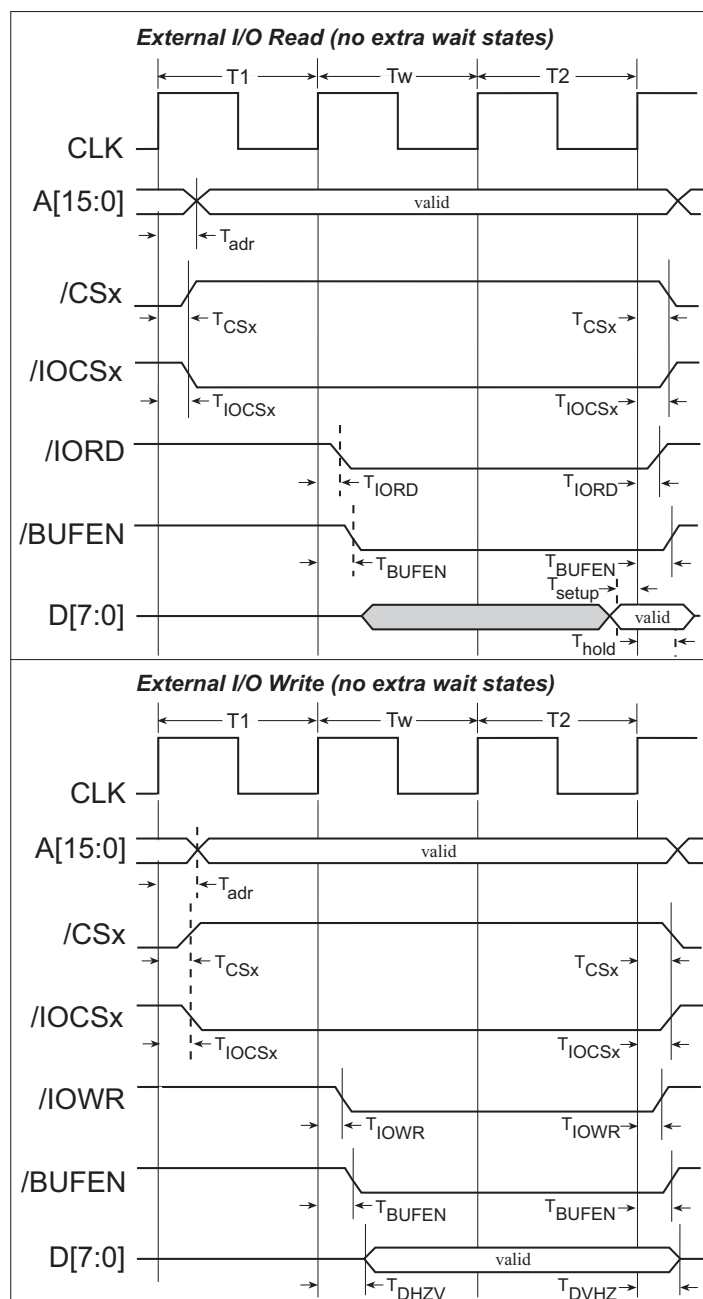 External I/O Read (no extra wait states)
T1 Tw T2
CLK
A[15:0] valid
Tadr
/CSx
TCSx TCSx
/IOCSx
TIOCSx TIOCSx
/IORD
TIORD TIORD
/BUFEN
TBUFEN TBUFEN
Tsetup
D[7:0] valid
Thold
External I/O Write (no extra wait states)
T1 Tw T2
CLK
A[15:0] valid
Tadr
/CSx
TCSx TCSx
/IOCSx
TIOCSx TIOCSx
/IOWR
TIOWR TIOWR
/BUFEN
TBUFEN TBUFEN
D[7:0] valid
TDHZV TDVHZ